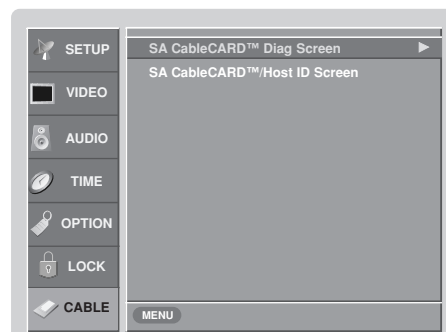 SETUP
VIDEO
AUDIO
TIME
OPTION
LOCK
CABLE
SA CableCARD™ Diag Screen
SA CableCARD™/Host ID Screen
MENU